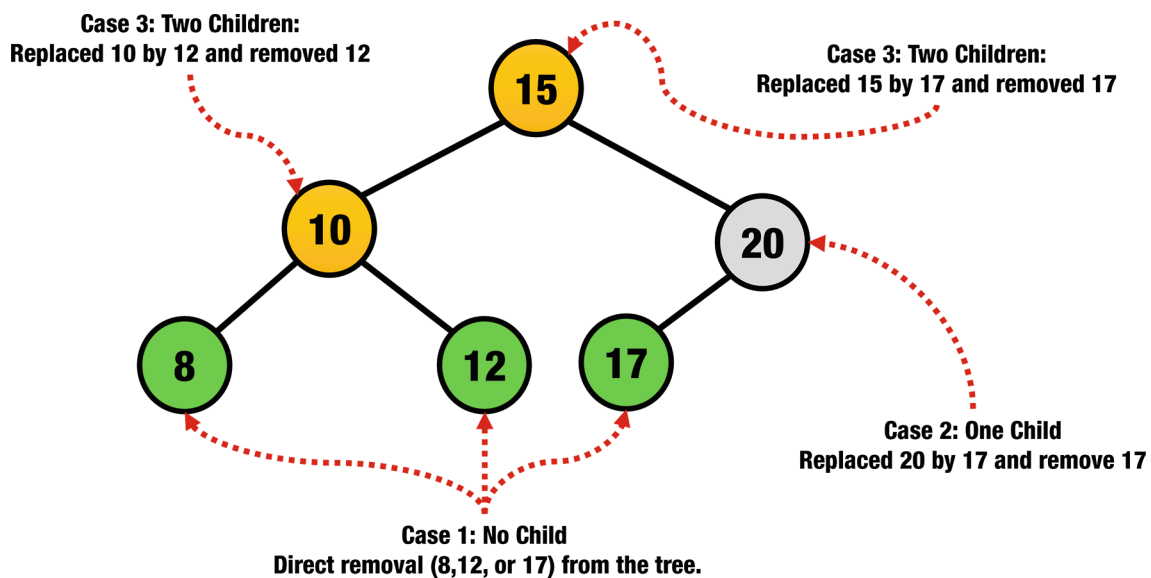 Case 3: Two Children:
Replaced 10 by 12 and removed 12
Case 3: Two Children:
Replaced 15 by 17 and removed 17
15
10
20
8
12
17
Case 2: One Child
Replaced 20 by 17 and remove 17
Case 1: No Child
Direct removal (8,12, or 17) from the tree.